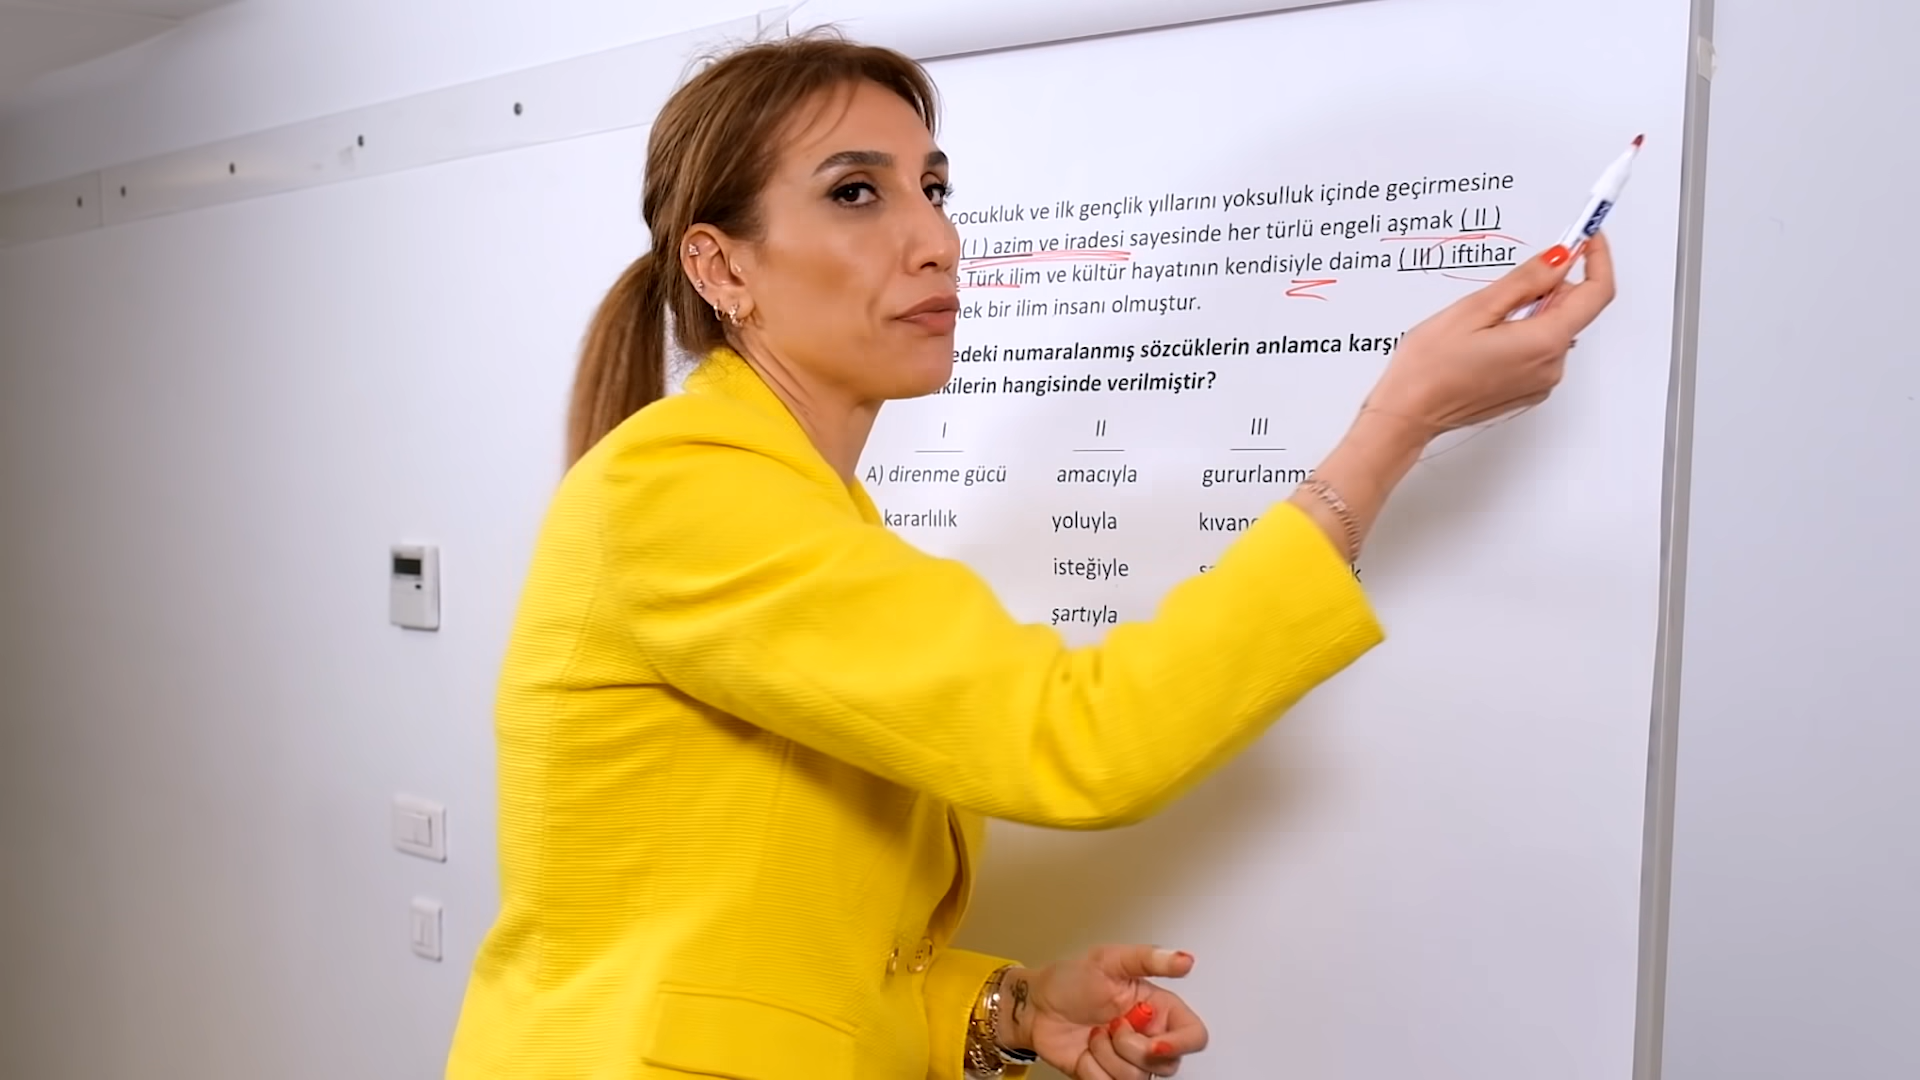 çocukluk ve ilk gençlik yıllarını yoksulluk içinde geçirmesine
( I ) azim ve iradesi sayesinde her türlü engeli aşmak ( II )
Türk ilim ve kültür hayatının kendisiyle daima ( III ) iftihar
bir ilim insanı olmuştur.
numaralanmış sözcüklerin anlamca
hangisinde verilmiştir?
I II III
A) direnme gücü amacıyla
kararlılık yoluyla
isteğiyle
şartıyla